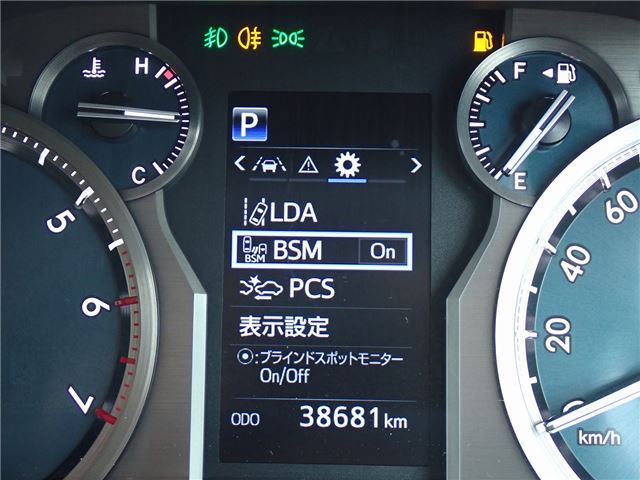 H
C
F
E
P
LDA
BSM
BSM On
PCS
表示設定
:ブラインドスポットモニター
On/Off
ODO 38681 km
5
6
7
60
40
20
0
km/h